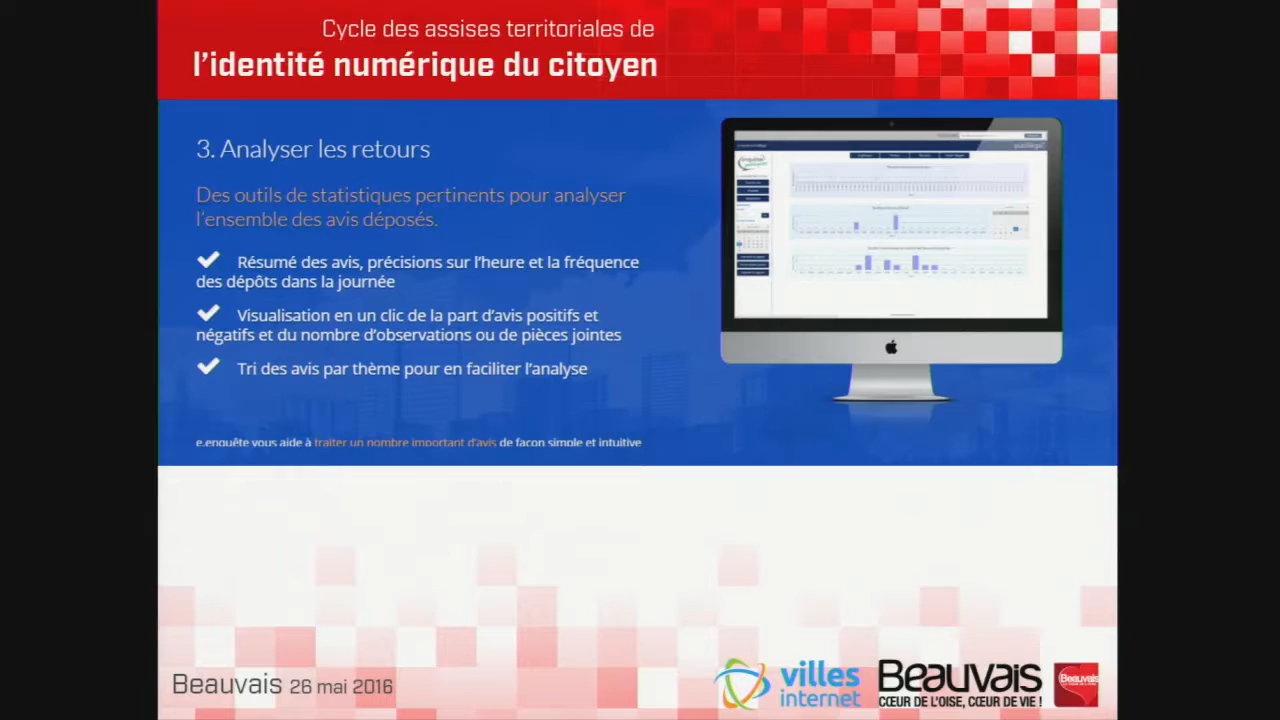 Cycle des assises territoriales de
l'identité numérique du citoyen
3. Analyser les retours
Des outils de statistiques pertinents pour analyser
l'ensemble des avis déposés.
Résumé des avis, précisions sur l'heure et la fréquence
des dépôts dans la journée
Visualisation en un clic de la part d'avis positifs et
négatifs et du nombre d'observations ou de pièces jointes
Tri des avis par thème pour en faciliter l'analyse
e.enquête vous aide à traiter un nombre important d'avis de façon simple et intuitive
Beauvais 26 mai 2016
villes
internet
Beauvais
CŒUR DE L'OISE, CŒUR DE VIE !
Beauvais